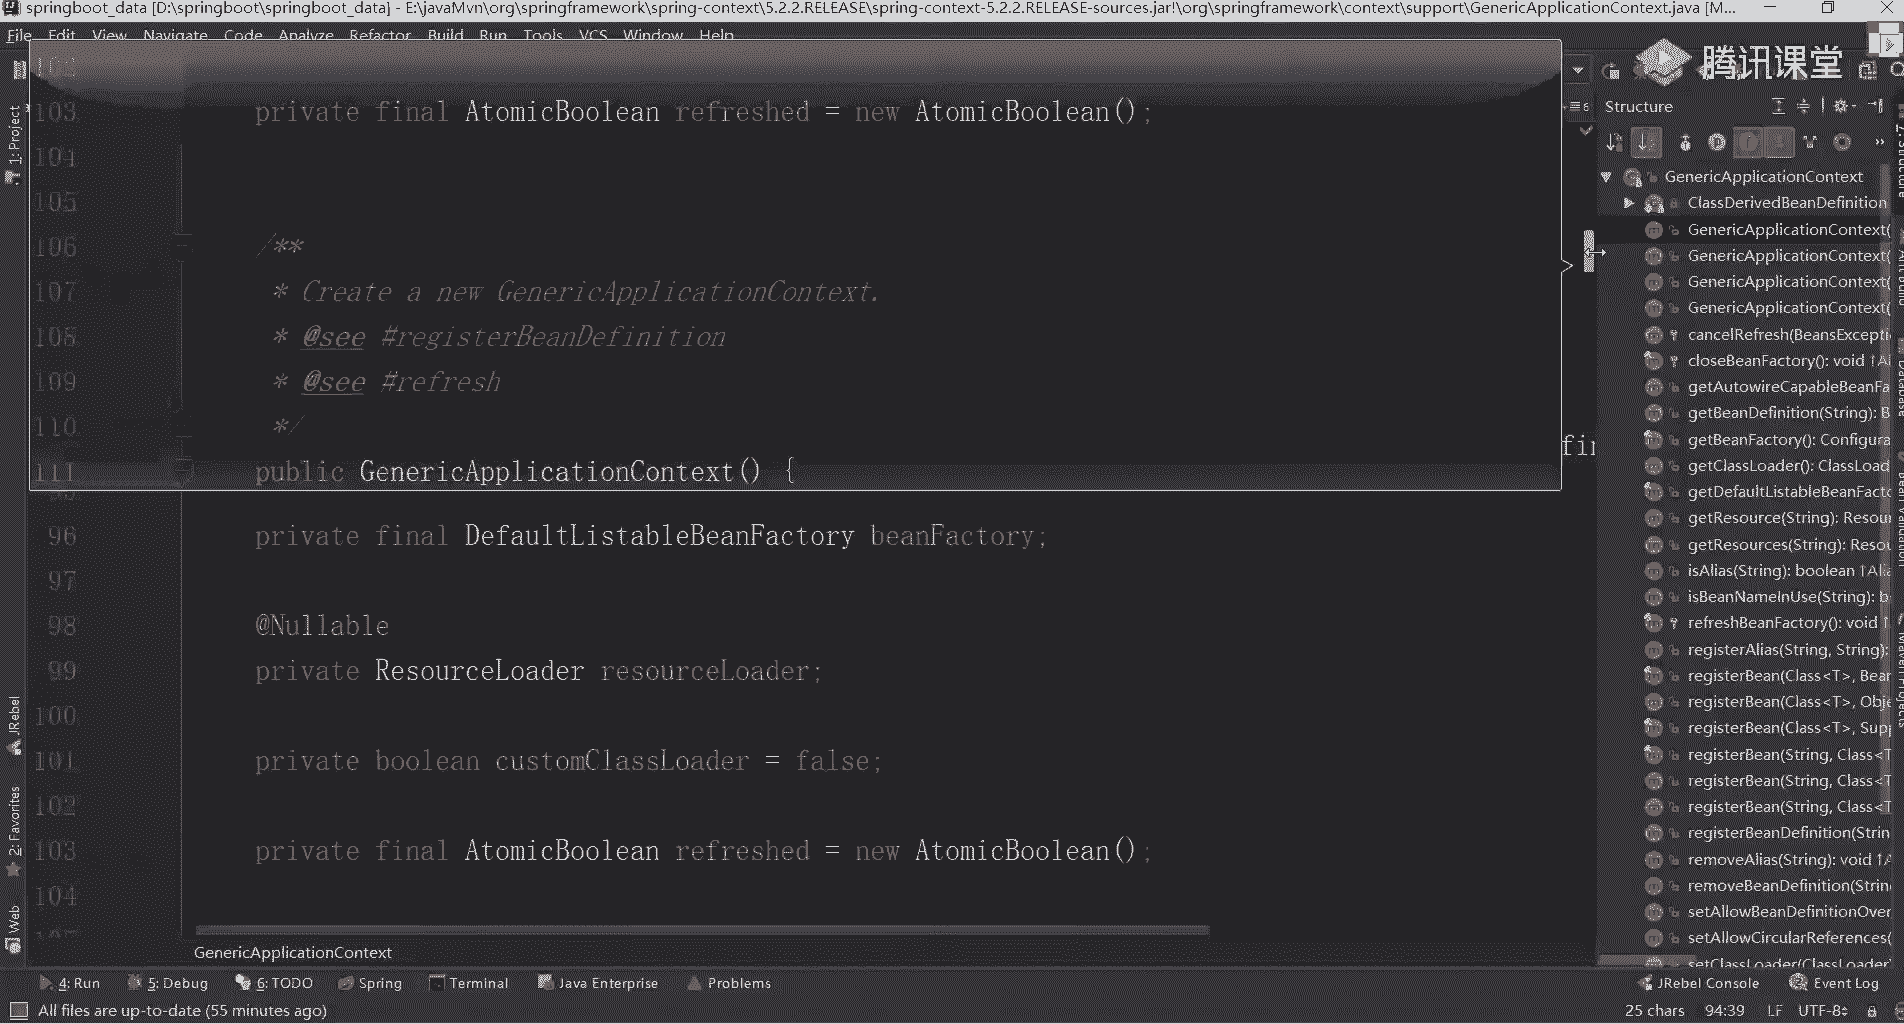 springboot_data [D:\springboot\springboot_data] - E:\javaMvn\org\springframework\spring-context\5.2.2.RELEASE\spring-context-5.2.2.RELEASE-sources.jar!\org\springframework\context\support\GenericApplicationContext.java [M...
File Edit View Navigate Code Analyze Refactor Build Run Tools VCS Window Help
腾讯课堂
102
103 private final AtomicBoolean refreshed = new AtomicBoolean();
104
105
106 /**
107 * Create a new GenericApplicationContext.
108 * @see #registerBeanDefinition
109 * @see #refresh
110 */
111 public GenericApplicationContext() {
96 private final DefaultListableBeanFactory beanFactory;
97
98 @Nullable
99 private ResourceLoader resourceLoader;
100
101 private boolean customClassLoader = false;
102
103 private final AtomicBoolean refreshed = new AtomicBoolean();
104
GenericApplicationContext
1: Project
JRebel
2: Favorites
Web
Structure
GenericApplicationContext
ClassDerivedBeanDefinition
GenericApplicationContext(
GenericApplicationContext(
GenericApplicationContext(
GenericApplicationContext(
cancelRefresh(BeansExcepti
closeBeanFactory(): void ↑A
getAutowireCapableBeanFa
getBeanDefinition(String): B
getBeanFactory(): Configura
getClassLoader(): ClassLoad
getDefaultListableBeanFact
getResource(String): Resou
getResources(String): Reso
isAlias(String): boolean ↑Ali
isBeanNameInUse(String): b
refreshBeanFactory(): void ↑
registerAlias(String, String):
registerBean(Class<T>, Bean
registerBean(Class<T>, Obje
registerBean(Class<T>, Sup
registerBean(String, Class<T
registerBean(String, Class<T
registerBean(String, Class<T
registerBeanDefinition(Strin
removeAlias(String): void ↑A
removeBeanDefinition(Strin
setAllowBeanDefinitionOver
setAllowCircularReferences(
setClassLoader(ClassLoader
4: Run 5: Debug 6: TODO Spring Terminal Java Enterprise Problems JRebel Console Event Log
All files are up-to-date (55 minutes ago) 25 chars 94:39 LF UTF-8